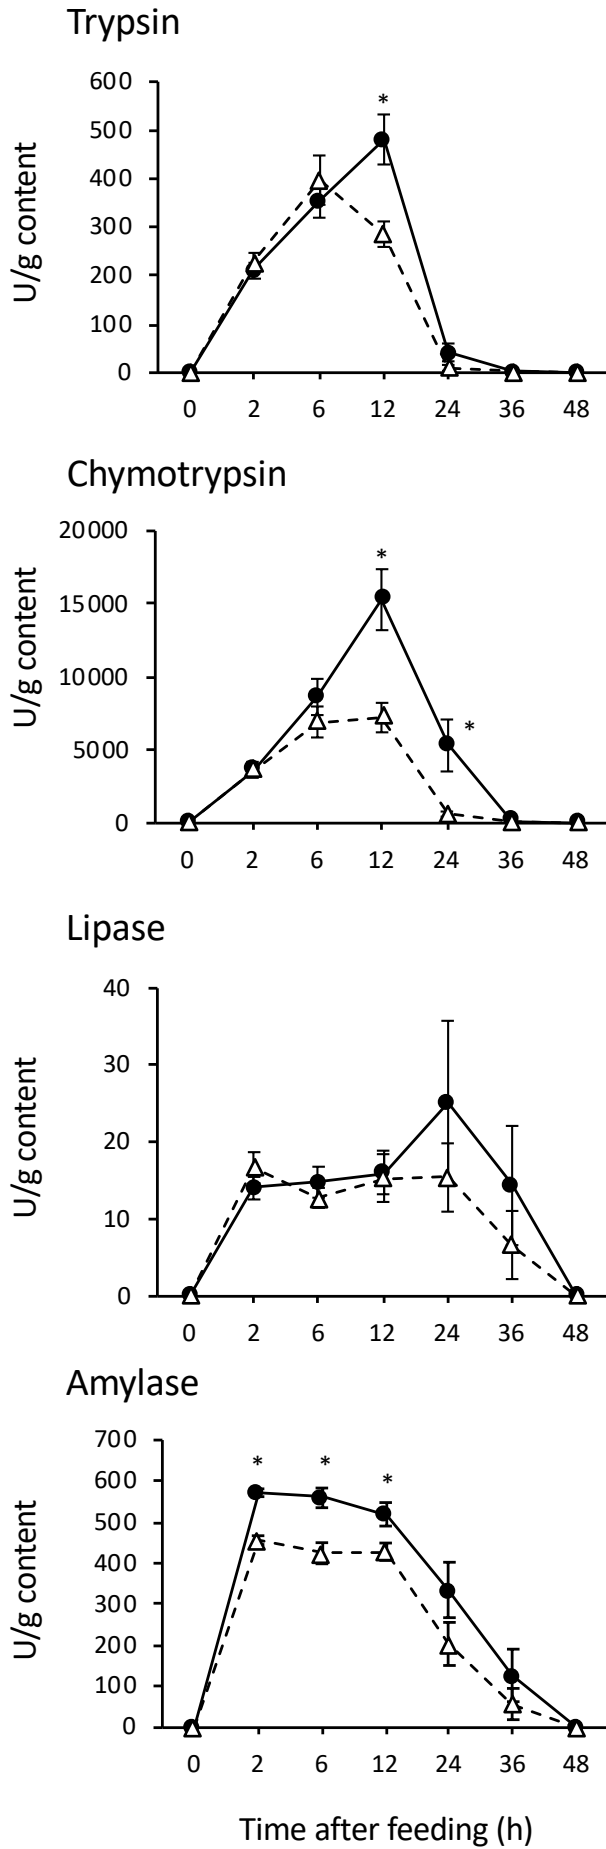 Trypsin
600
*
500
400
300
200
100
0
U/g content
0 2 6 12 24 36 48
Chymotrypsin
20000
*
15000
10000
*
5000
0
U/g content
0 2 6 12 24 36 48
Lipase
40
30
20
10
0
U/g content
0 2 6 12 24 36 48
Amylase
700
* * *
600
500
400
300
200
100
0
U/g content
0 2 6 12 24 36 48
Time after feeding (h)